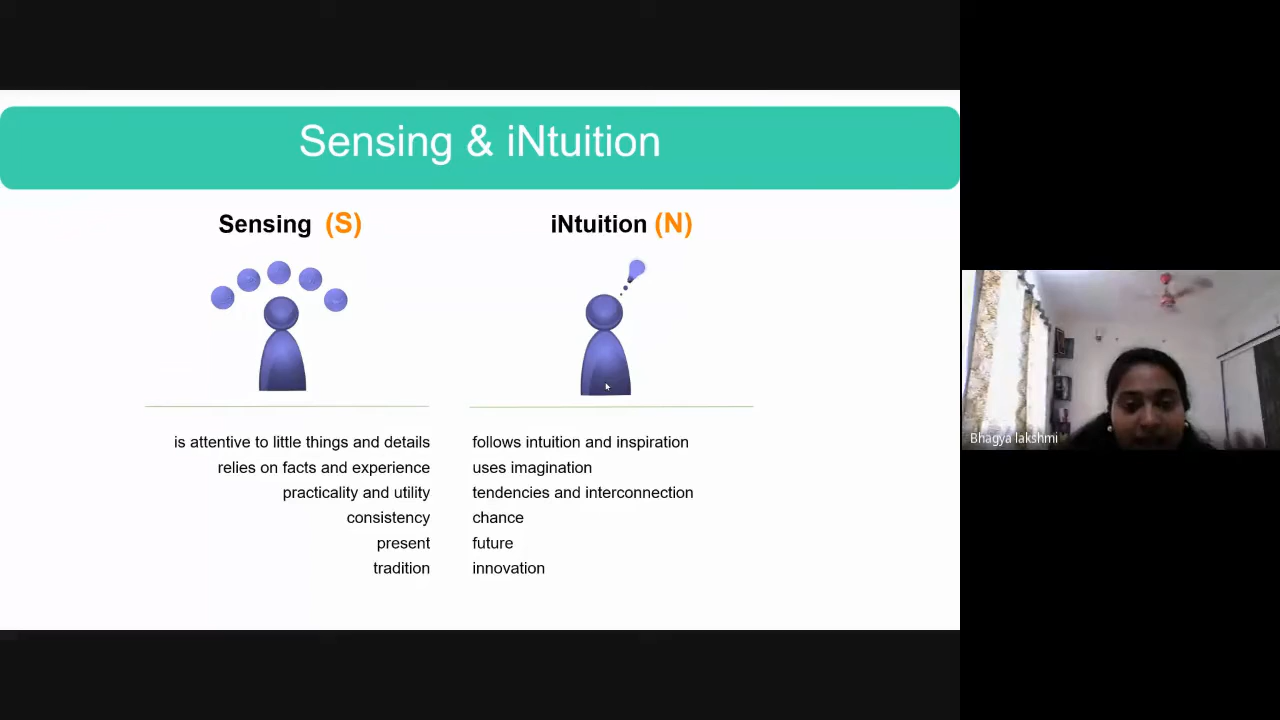 Sensing & iNtuition
Sensing (S)
is attentive to little things and details
relies on facts and experience
practicality and utility
consistency
present
tradition
iNtuition (N)
follows intuition and inspiration
uses imagination
tendencies and interconnection
chance
future
innovation
Bhagya lakshmi